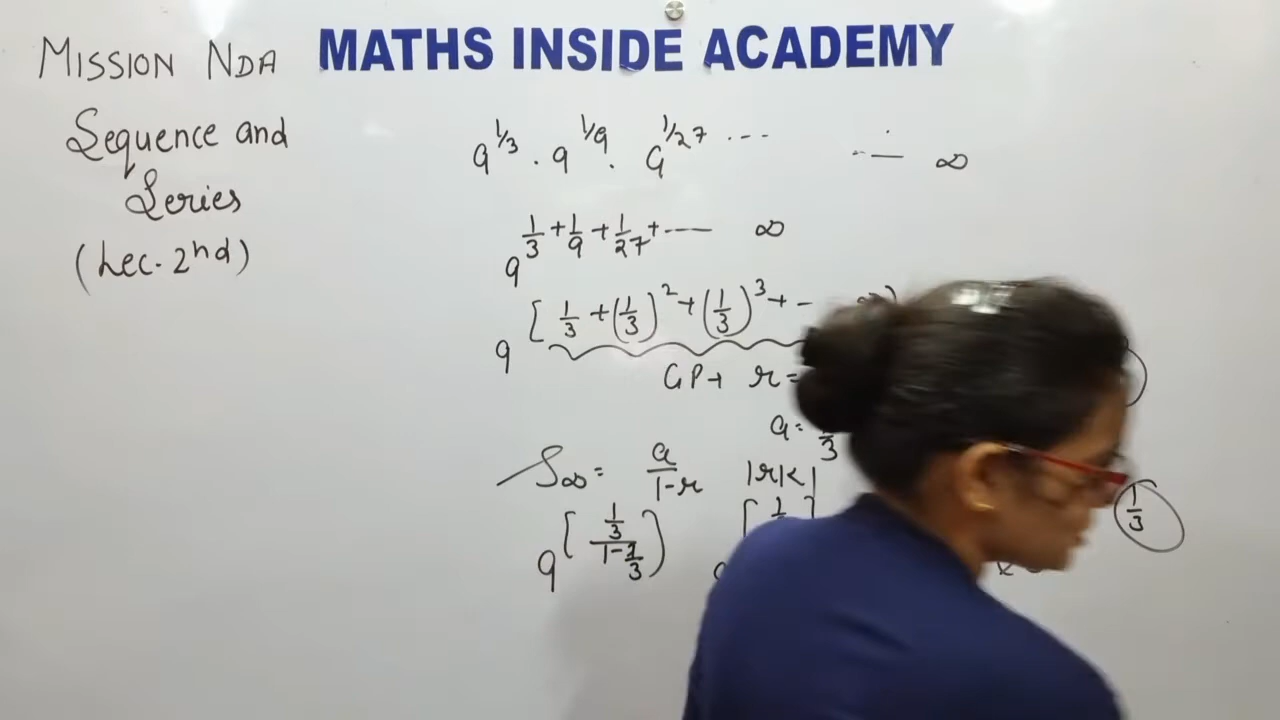 MISSION NDA
MATHS INSIDE ACADEMY
Sequence and
Series
(Lec. 2nd)
9^{1/3} . 9^{1/9} . 9^{1/27} ---- -- — ∞
9^{1/3 + 1/9 + 1/27 + ---- ∞}
9^{[1/3 + (1/3)^2 + (1/3)^3 + - ∞)}
GP → r =
a = 1/3
S∞ = a/(1-r) |r|<1
1/3
9^{[(1/3)/(1-1/3)]}